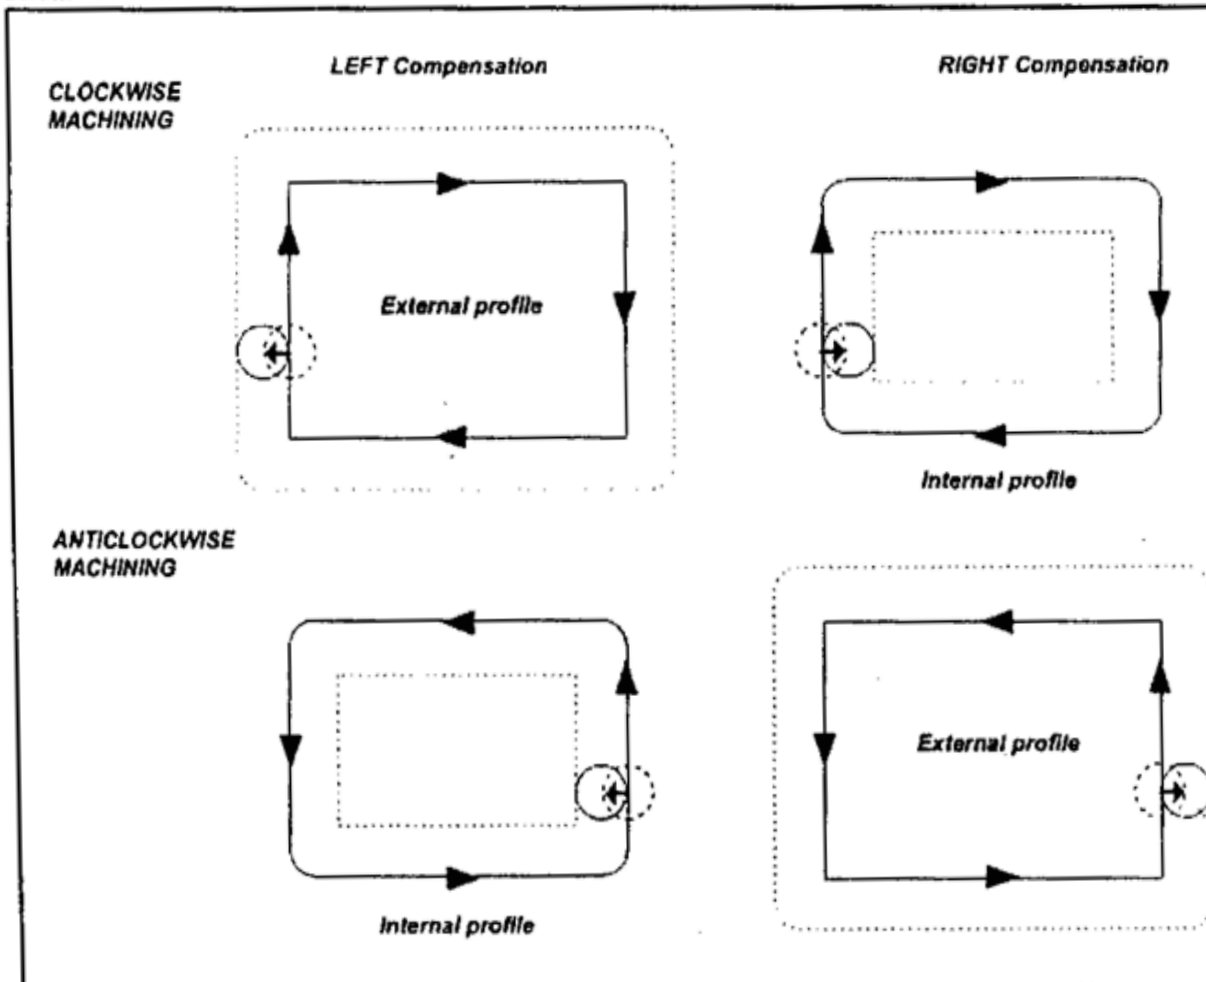 LEFT Compensation
RIGHT Compensation
CLOCKWISE
MACHINING
External profile
Internal profile
ANTICLOCKWISE
MACHINING
External profile
Internal profile